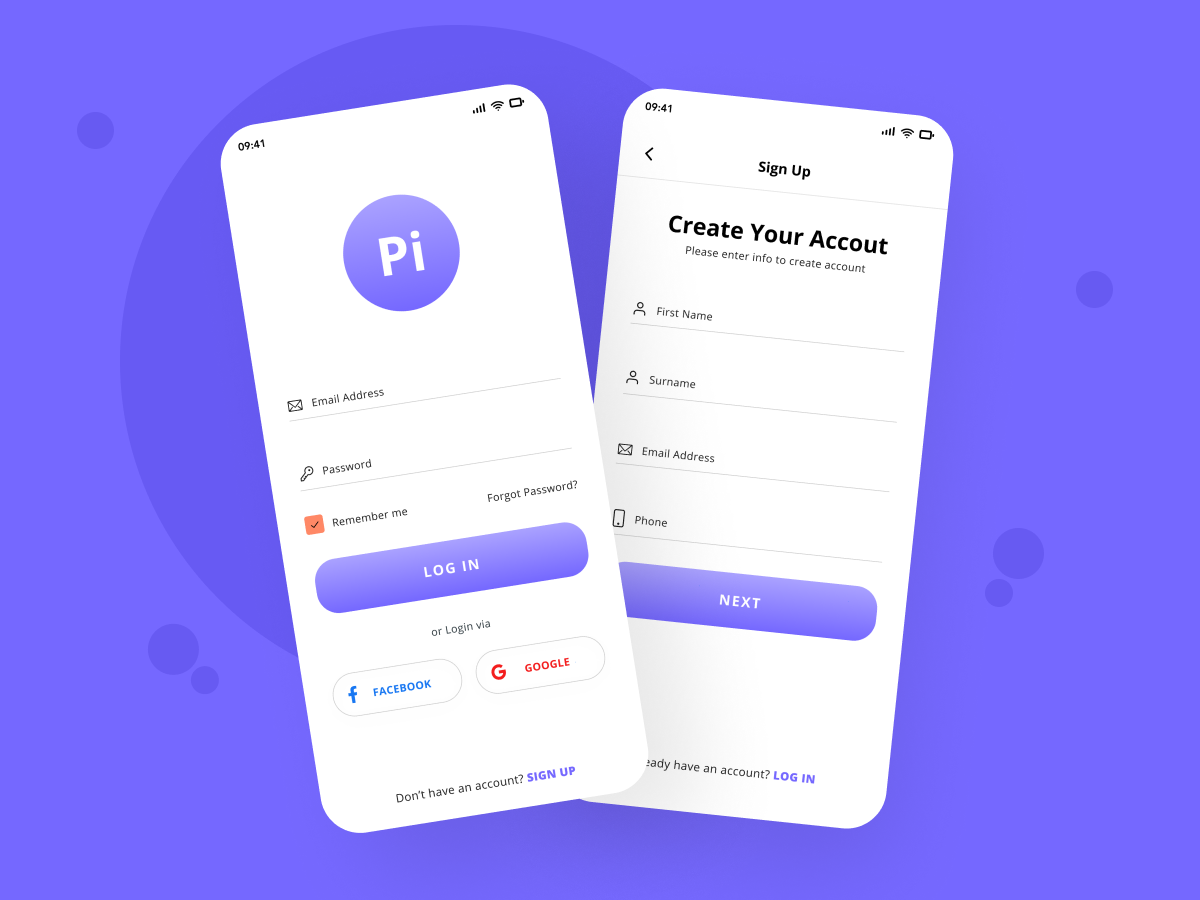 09:41
Pi
Email Address
Password
Remember me
Forgot Password?
LOG IN
or Login via
FACEBOOK
GOOGLE
Don't have an account? SIGN UP
09:41
Sign Up
Create Your Accout
Please enter info to create account
First Name
Surname
Email Address
Phone
NEXT
have an account? LOG IN